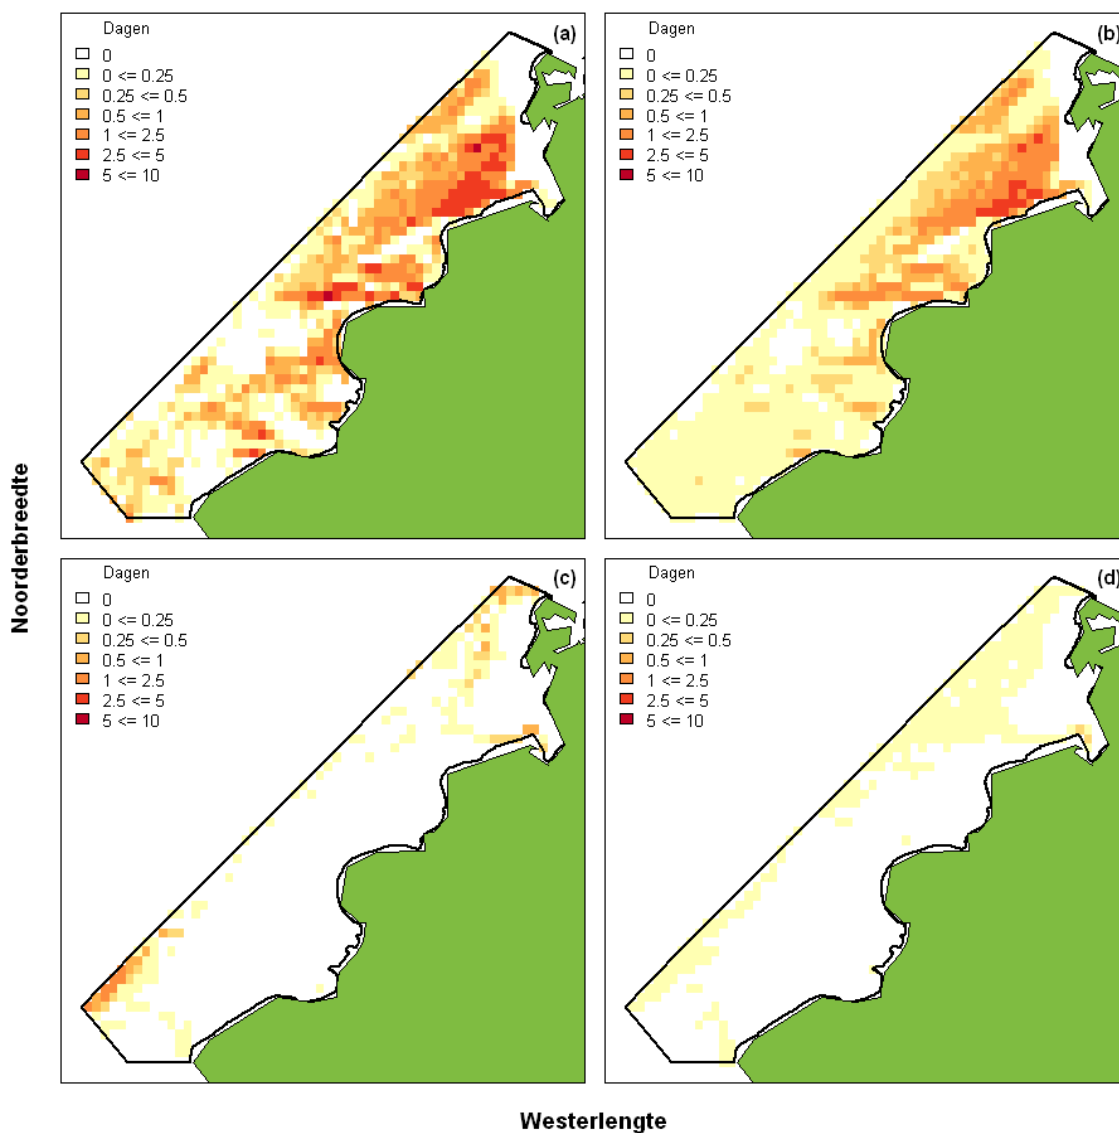 Dagen
(a)
0
0 <= 0.25
0.25 <= 0.5
0.5 <= 1
1 <= 2.5
2.5 <= 5
5 <= 10
Dagen
(b)
0
0 <= 0.25
0.25 <= 0.5
0.5 <= 1
1 <= 2.5
2.5 <= 5
5 <= 10
Noorderbreedte
Dagen
(c)
0
0 <= 0.25
0.25 <= 0.5
0.5 <= 1
1 <= 2.5
2.5 <= 5
5 <= 10
Dagen
(d)
0
0 <= 0.25
0.25 <= 0.5
0.5 <= 1
1 <= 2.5
2.5 <= 5
5 <= 10
Westerlengte